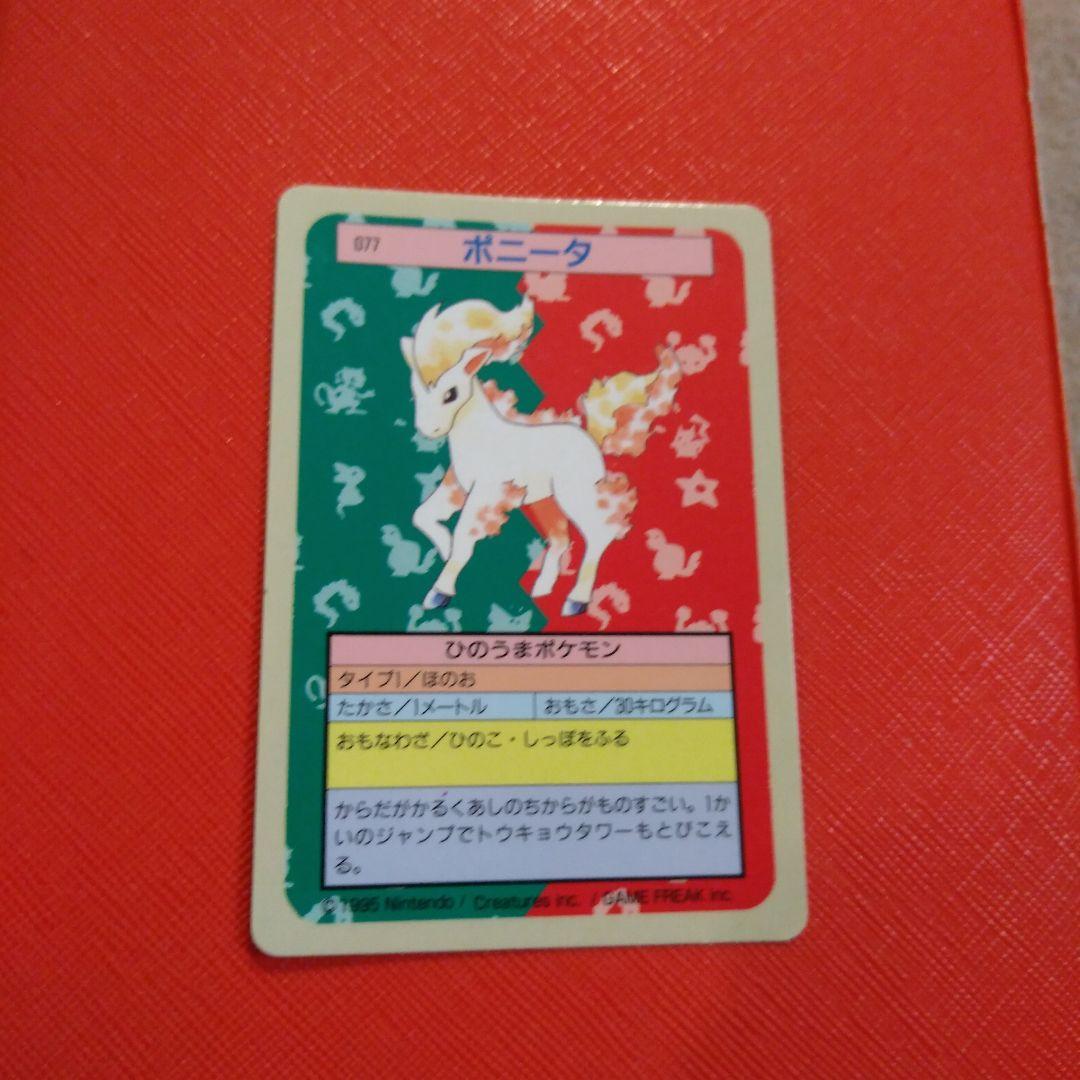 077 ポニータ
ひのうまポケモン
タイプ1/ほのお
たかさ/1メートル おもさ/30キログラム
おもなわざ/ひのこ・しっぽをふる
からだがかるくあしのちからがものすごい。1か
いのジャンプでトウキョウタワーもとびこえ
る。
©1995 Nintendo / Creatures inc. / GAME FREAK inc